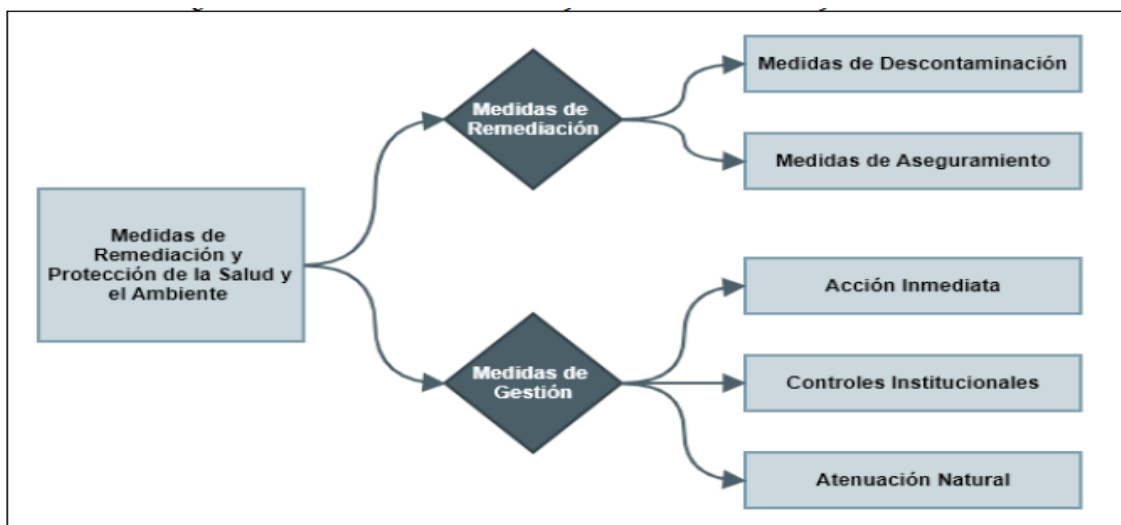 Medidas de
Remediación y
Protección de la Salud y
el Ambiente
Medidas de
Remediación
Medidas de Descontaminación
Medidas de Aseguramiento
Medidas de
Gestión
Acción Inmediata
Controles Institucionales
Atenuación Natural